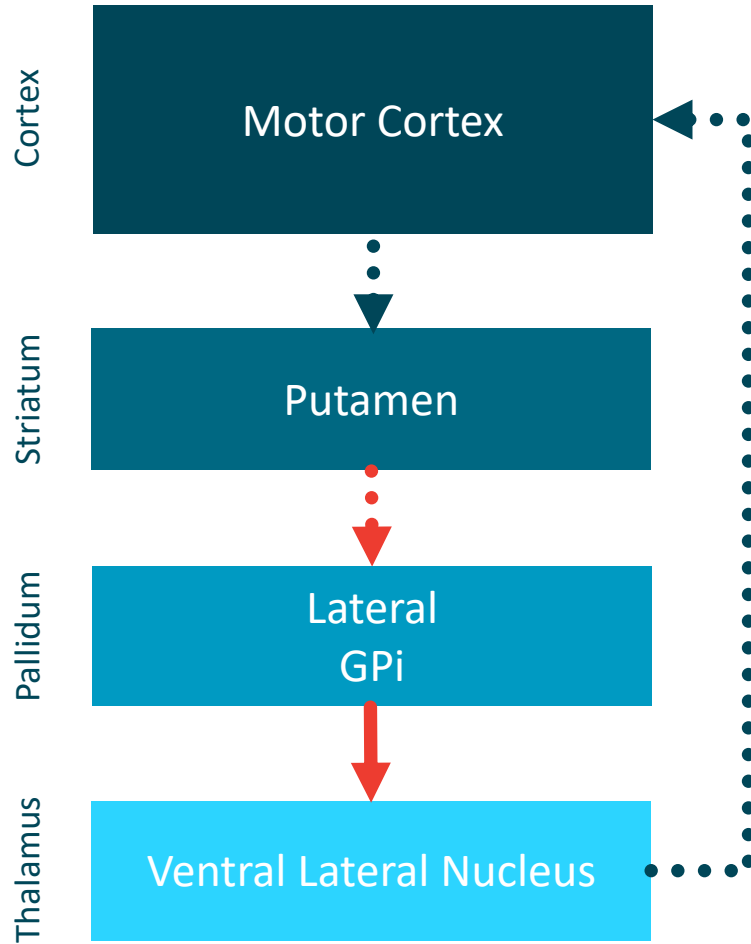 Cortex
Motor Cortex
Striatum
Putamen
Pallidum
Lateral
GPi
Thalamus
Ventral Lateral Nucleus